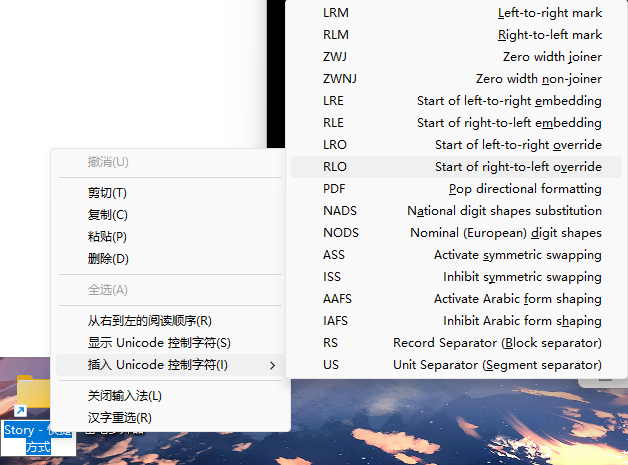 LRM Left-to-right mark
RLM Right-to-left mark
ZWJ Zero width joiner
ZWNJ Zero width non-joiner
LRE Start of left-to-right embedding
RLE Start of right-to-left embedding
LRO Start of left-to-right override
RLO Start of right-to-left override
PDF Pop directional formatting
NADS National digit shapes substitution
NODS Nominal (European) digit shapes
ASS Activate symmetric swapping
ISS Inhibit symmetric swapping
AAFS Activate Arabic form shaping
IAFS Inhibit Arabic form shaping
RS Record Separator (Block separator)
US Unit Separator (Segment separator)
撤消(U)
剪切(T)
复制(C)
粘贴(P)
删除(D)
全选(A)
从右到左的阅读顺序(R)
显示 Unicode 控制字符(S)
插入 Unicode 控制字符(I)
关闭输入法(L)
汉字重选(R)
Story - 快捷
方式